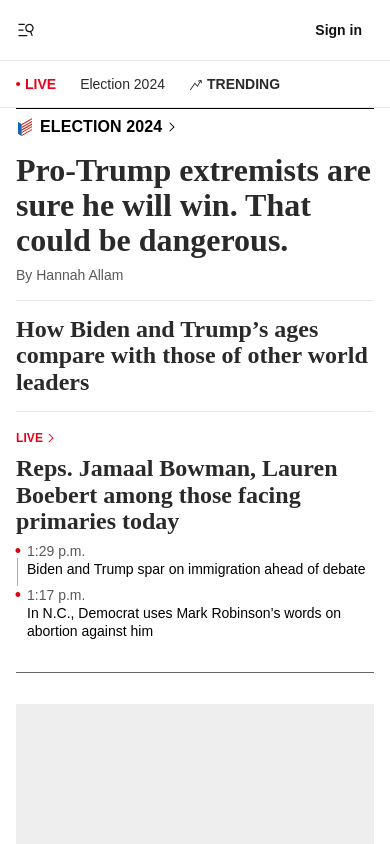 Sign in
LIVE
Election 2024
TRENDING
ELECTION 2024
Pro-Trump extremists are
sure he will win. That
could be dangerous.
By Hannah Allam
How Biden and Trump’s ages
compare with those of other world
leaders
LIVE
Reps. Jamaal Bowman, Lauren
Boebert among those facing
primaries today
1:29 p.m.
Biden and Trump spar on immigration ahead of debate
1:17 p.m.
In N.C., Democrat uses Mark Robinson’s words on
abortion against him